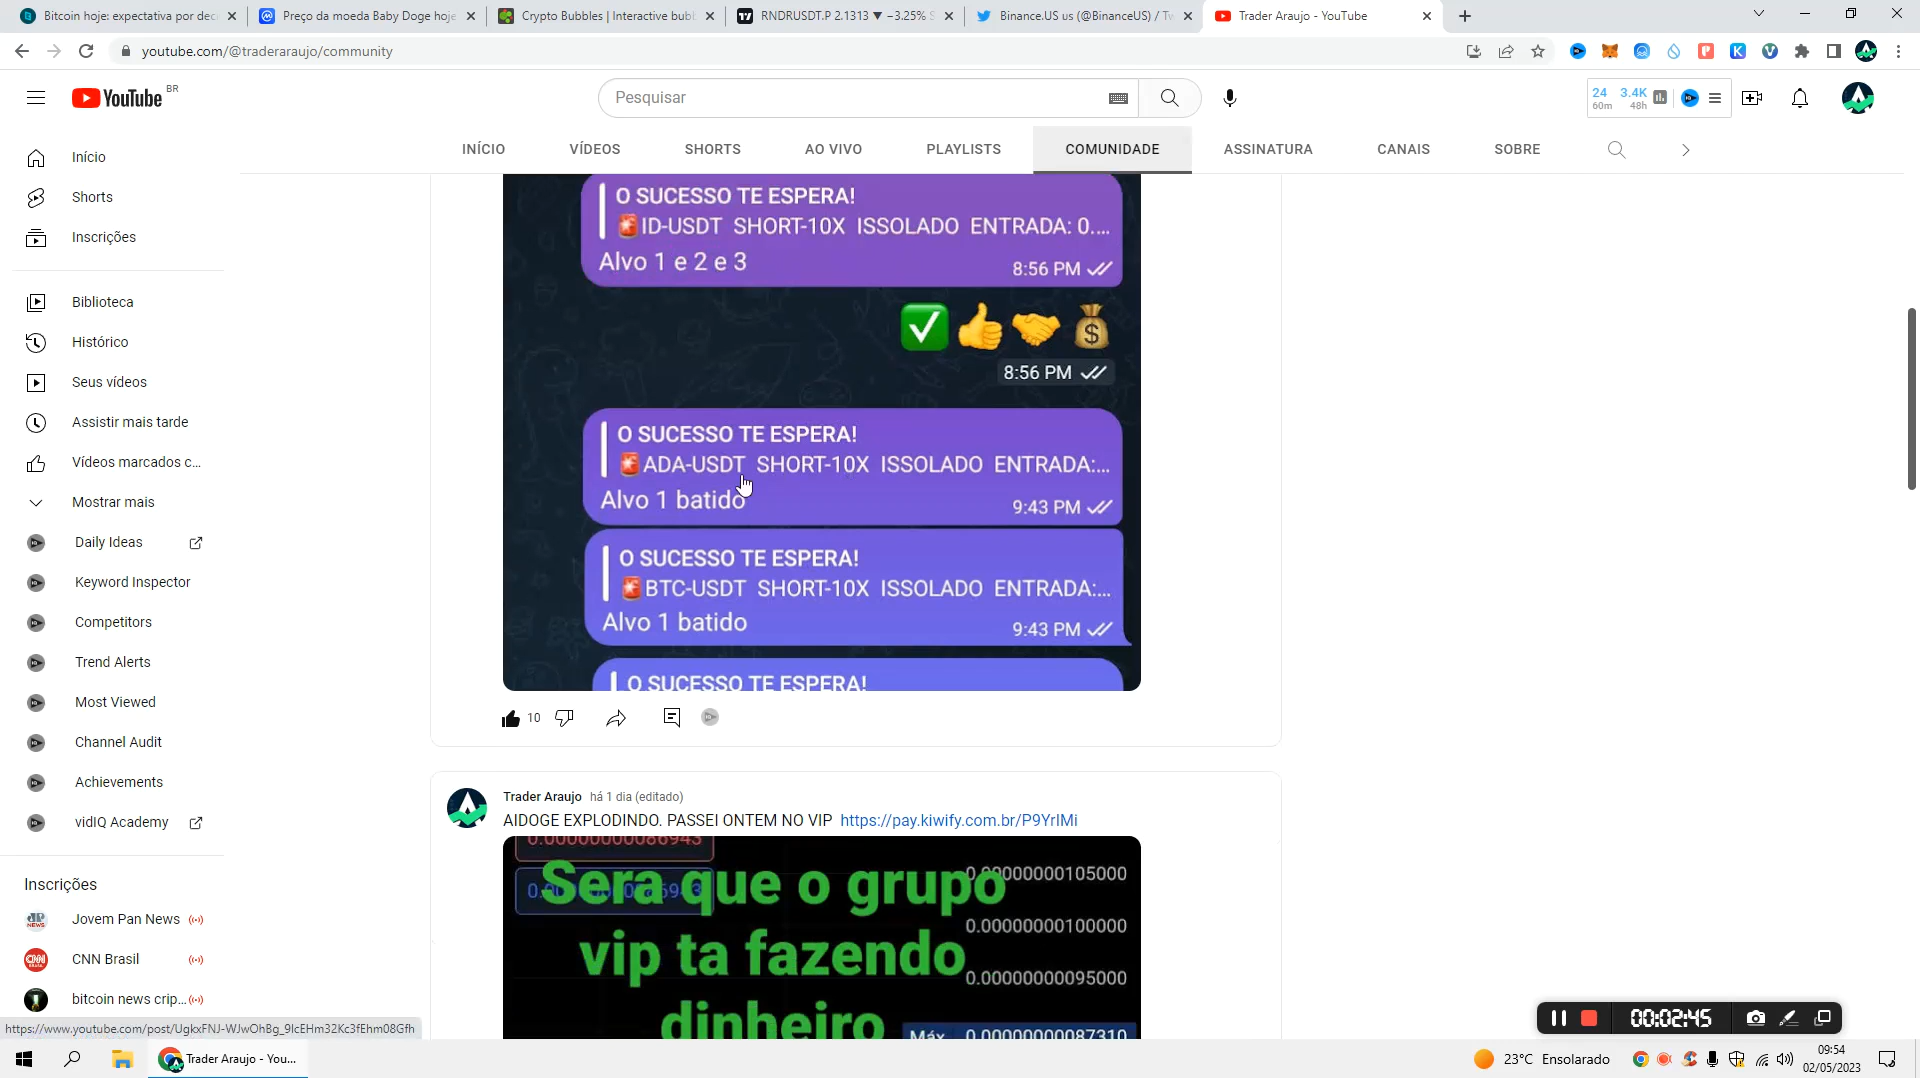 Bitcoin hoje: expectativa por dec
Preço da moeda Baby Doge hoje
Crypto Bubbles | Interactive bub
RNDRUSDT.P 2.1313 ▼ −3.25% S
Binance.US us (@BinanceUS) / Tw
Trader Araujo - YouTube
youtube.com/@traderaraujo/community
YouTube BR
Pesquisar
24 3.4K
60m 48h
INÍCIO VÍDEOS SHORTS AO VIVO PLAYLISTS COMUNIDADE ASSINATURA CANAIS SOBRE
Início
Shorts
Inscrições
Biblioteca
Histórico
Seus vídeos
Assistir mais tarde
Vídeos marcados c...
Mostrar mais
Daily Ideas
Keyword Inspector
Competitors
Trend Alerts
Most Viewed
Channel Audit
Achievements
vidIQ Academy
Inscrições
Jovem Pan News
CNN Brasil
bitcoin news crip...
O SUCESSO TE ESPERA!
🚨ID-USDT SHORT-10X ISSOLADO ENTRADA: 0....
Alvo 1 e 2 e 3
8:56 PM
✅👍🤝💰
8:56 PM
O SUCESSO TE ESPERA!
🚨ADA-USDT SHORT-10X ISSOLADO ENTRADA:...
Alvo 1 batido
9:43 PM
O SUCESSO TE ESPERA!
🚨BTC-USDT SHORT-10X ISSOLADO ENTRADA:...
Alvo 1 batido
9:43 PM
O SUCESSO TE ESPERA!
10
Trader Araujo há 1 dia (editado)
AIDOGE EXPLODINDO. PASSEI ONTEM NO VIP https://pay.kiwify.com.br/P9YrIMi
0.00000000086943
Sera que o grupo
vip ta fazendo
dinheiro
0.00000000105000
0.00000000100000
0.00000000095000
Máx 0.00000000087310
https://www.youtube.com/post/UgkxFNJ-WJwOhBg_9IcEHm32Kc3fEhm08Gfh
00:02:45
Trader Araujo - You...
23°C Ensolarado
09:54
02/05/2023